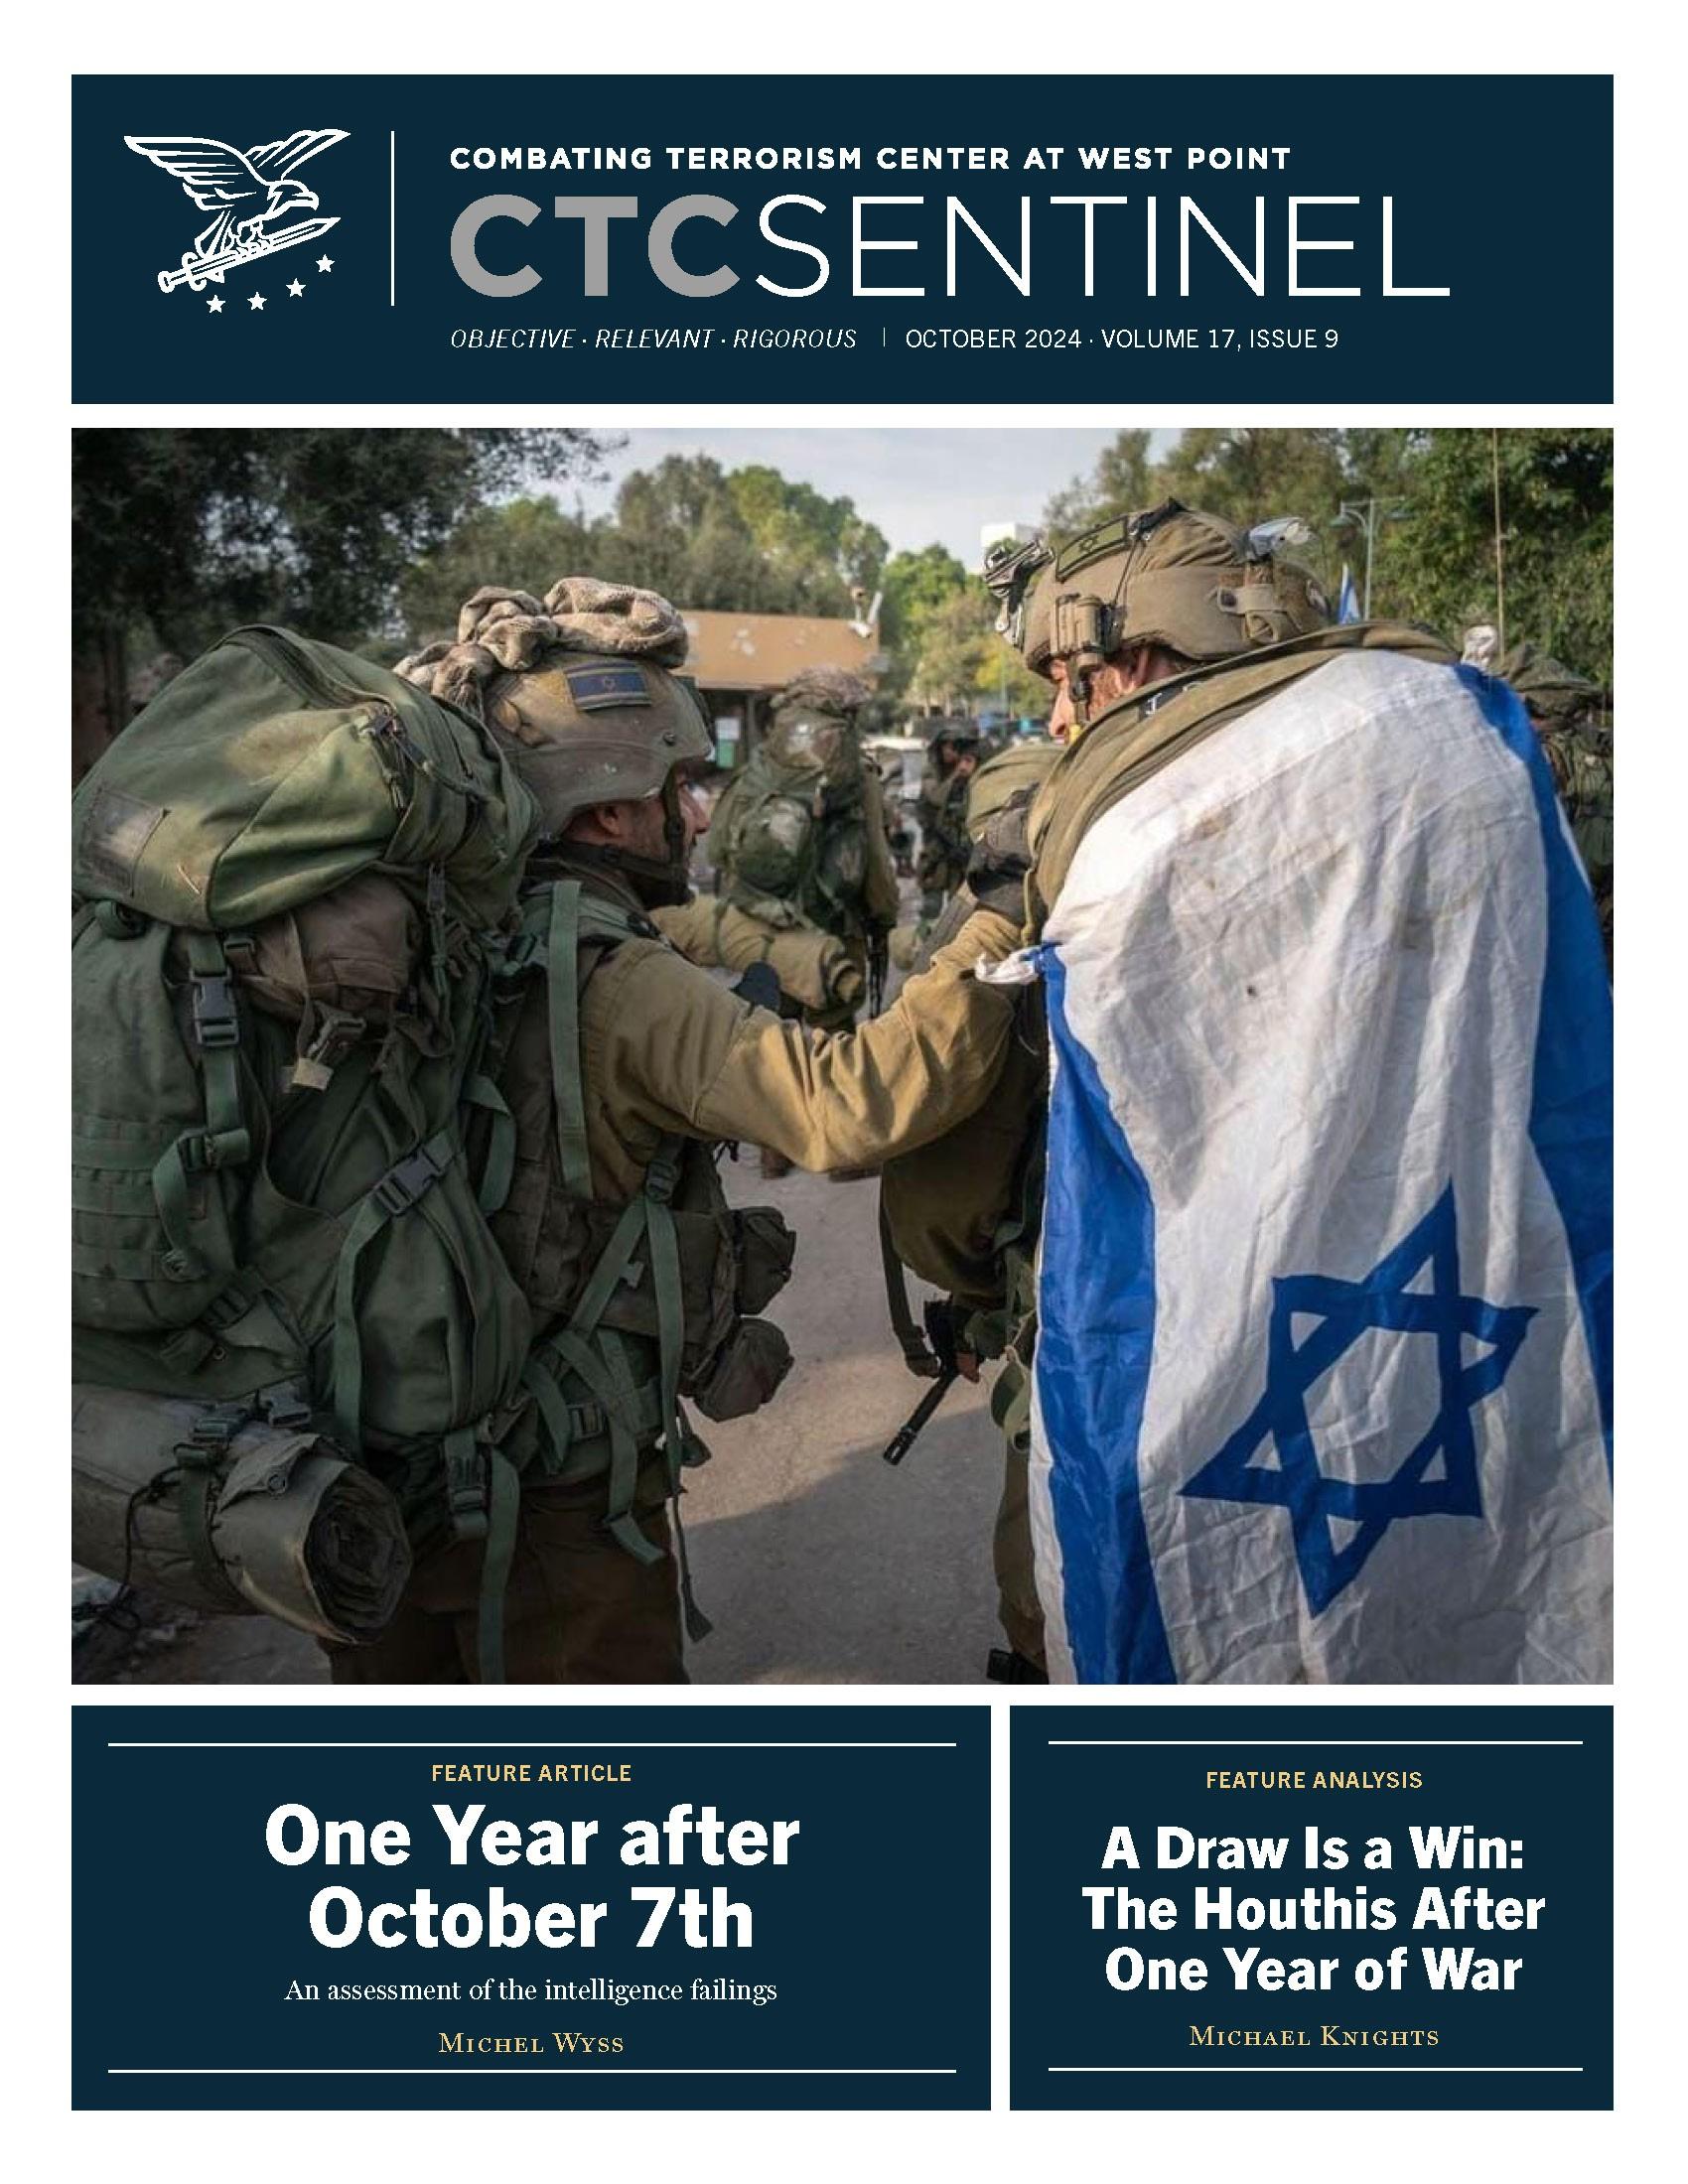 COMBATING TERRORISM CENTER AT WEST POINT
CTCSENTINEL
OBJECTIVE · RELEVANT · RIGOROUS | OCTOBER 2024 · VOLUME 17, ISSUE 9
FEATURE ARTICLE
One Year after
October 7th
An assessment of the intelligence failings
MICHEL WYSS
FEATURE ANALYSIS
A Draw Is a Win:
The Houthis After
One Year of War
MICHAEL KNIGHTS